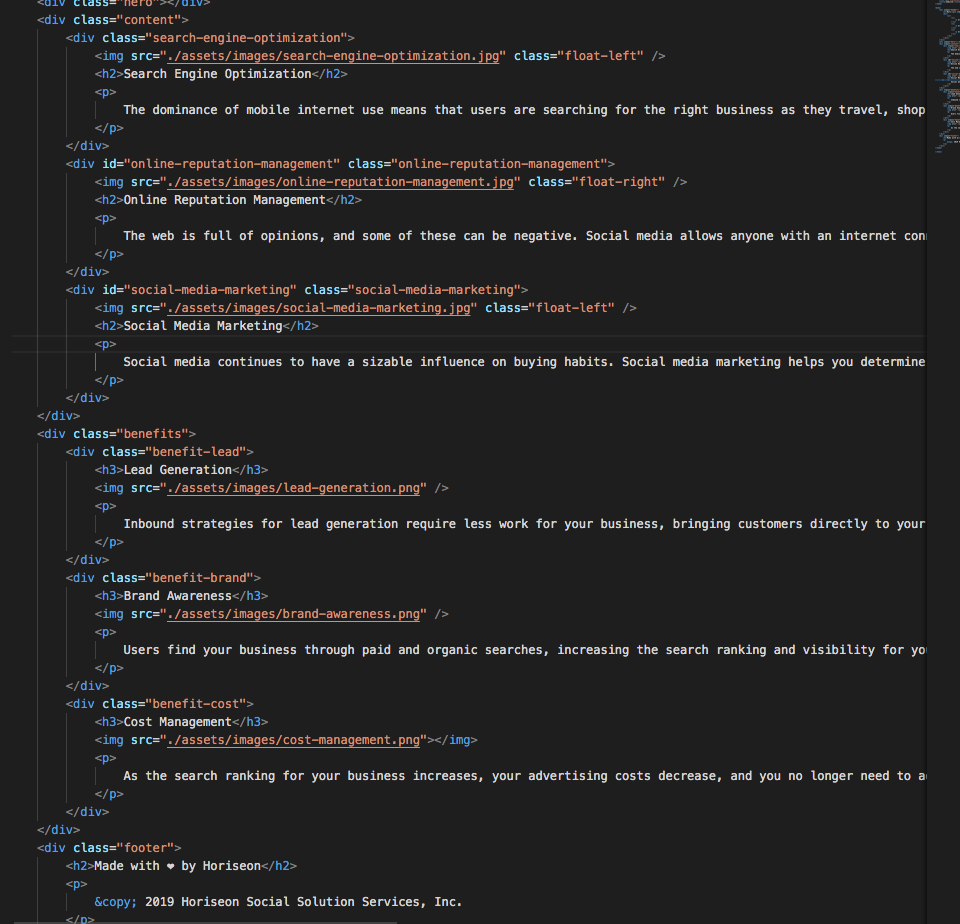 <div class="hero"></div>
<div class="content">
<div class="search-engine-optimization">
<img src="./assets/images/search-engine-optimization.jpg" class="float-left" />
<h2>Search Engine Optimization</h2>
<p>
The dominance of mobile internet use means that users are searching for the right business as they travel, shop
</p>
</div>
<div id="online-reputation-management" class="online-reputation-management">
<img src="./assets/images/online-reputation-management.jpg" class="float-right" />
<h2>Online Reputation Management</h2>
<p>
The web is full of opinions, and some of these can be negative. Social media allows anyone with an internet con
</p>
</div>
<div id="social-media-marketing" class="social-media-marketing">
<img src="./assets/images/social-media-marketing.jpg" class="float-left" />
<h2>Social Media Marketing</h2>
<p>
Social media continues to have a sizable influence on buying habits. Social media marketing helps you determine
</p>
</div>
</div>
<div class="benefits">
<div class="benefit-lead">
<h3>Lead Generation</h3>
<img src="./assets/images/lead-generation.png" />
<p>
Inbound strategies for lead generation require less work for your business, bringing customers directly to your
</p>
</div>
<div class="benefit-brand">
<h3>Brand Awareness</h3>
<img src="./assets/images/brand-awareness.png" />
<p>
Users find your business through paid and organic searches, increasing the search ranking and visibility for yo
</p>
</div>
<div class="benefit-cost">
<h3>Cost Management</h3>
<img src="./assets/images/cost-management.png"></img>
<p>
As the search ranking for your business increases, your advertising costs decrease, and you no longer need to a
</p>
</div>
</div>
<div class="footer">
<h2>Made with ❤ by Horiseon</h2>
<p>
&copy; 2019 Horiseon Social Solution Services, Inc.
</p>